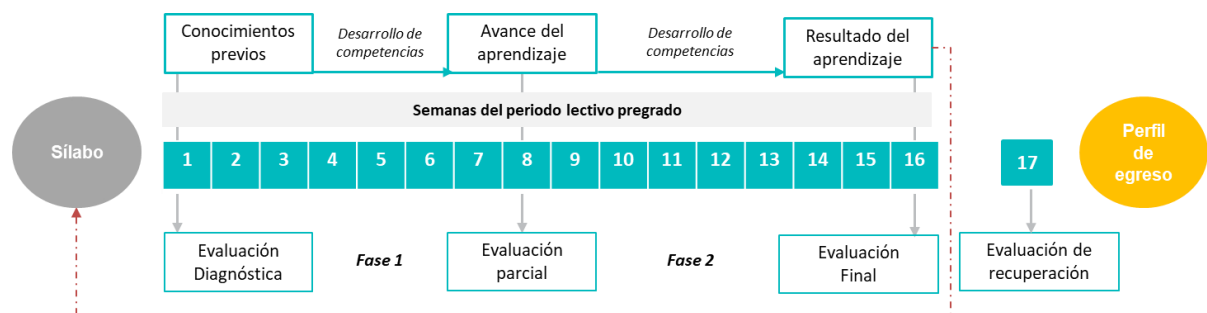 Conocimientos
previos
Desarrollo de
competencias
Avance del
aprendizaje
Desarrollo de
competencias
Resultado del
aprendizaje
Semanas del periodo lectivo pregrado
Sílabo
1 2 3 4 5 6 7 8 9 10 11 12 13 14 15 16
17
Perfil
de
egreso
Evaluación
Diagnóstica
Fase 1
Evaluación
parcial
Fase 2
Evaluación
Final
Evaluación de
recuperación